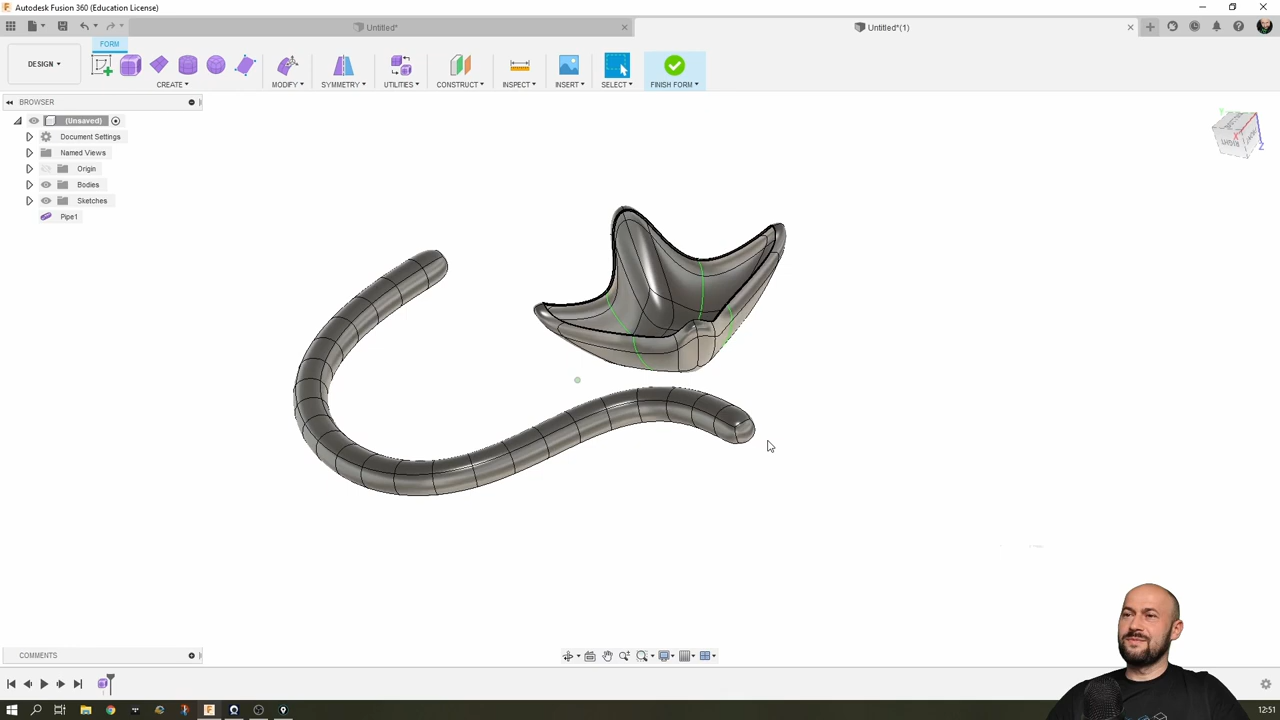 Autodesk Fusion 360 (Education License)
Untitled*
Untitled*(1)
FORM
DESIGN
CREATE
MODIFY
SYMMETRY
UTILITIES
CONSTRUCT
INSPECT
INSERT
SELECT
FINISH FORM
BROWSER
(Unsaved)
Document Settings
Named Views
Origin
Bodies
Sketches
Pipe1
RIGHT
X
Y
Z
COMMENTS
12:51